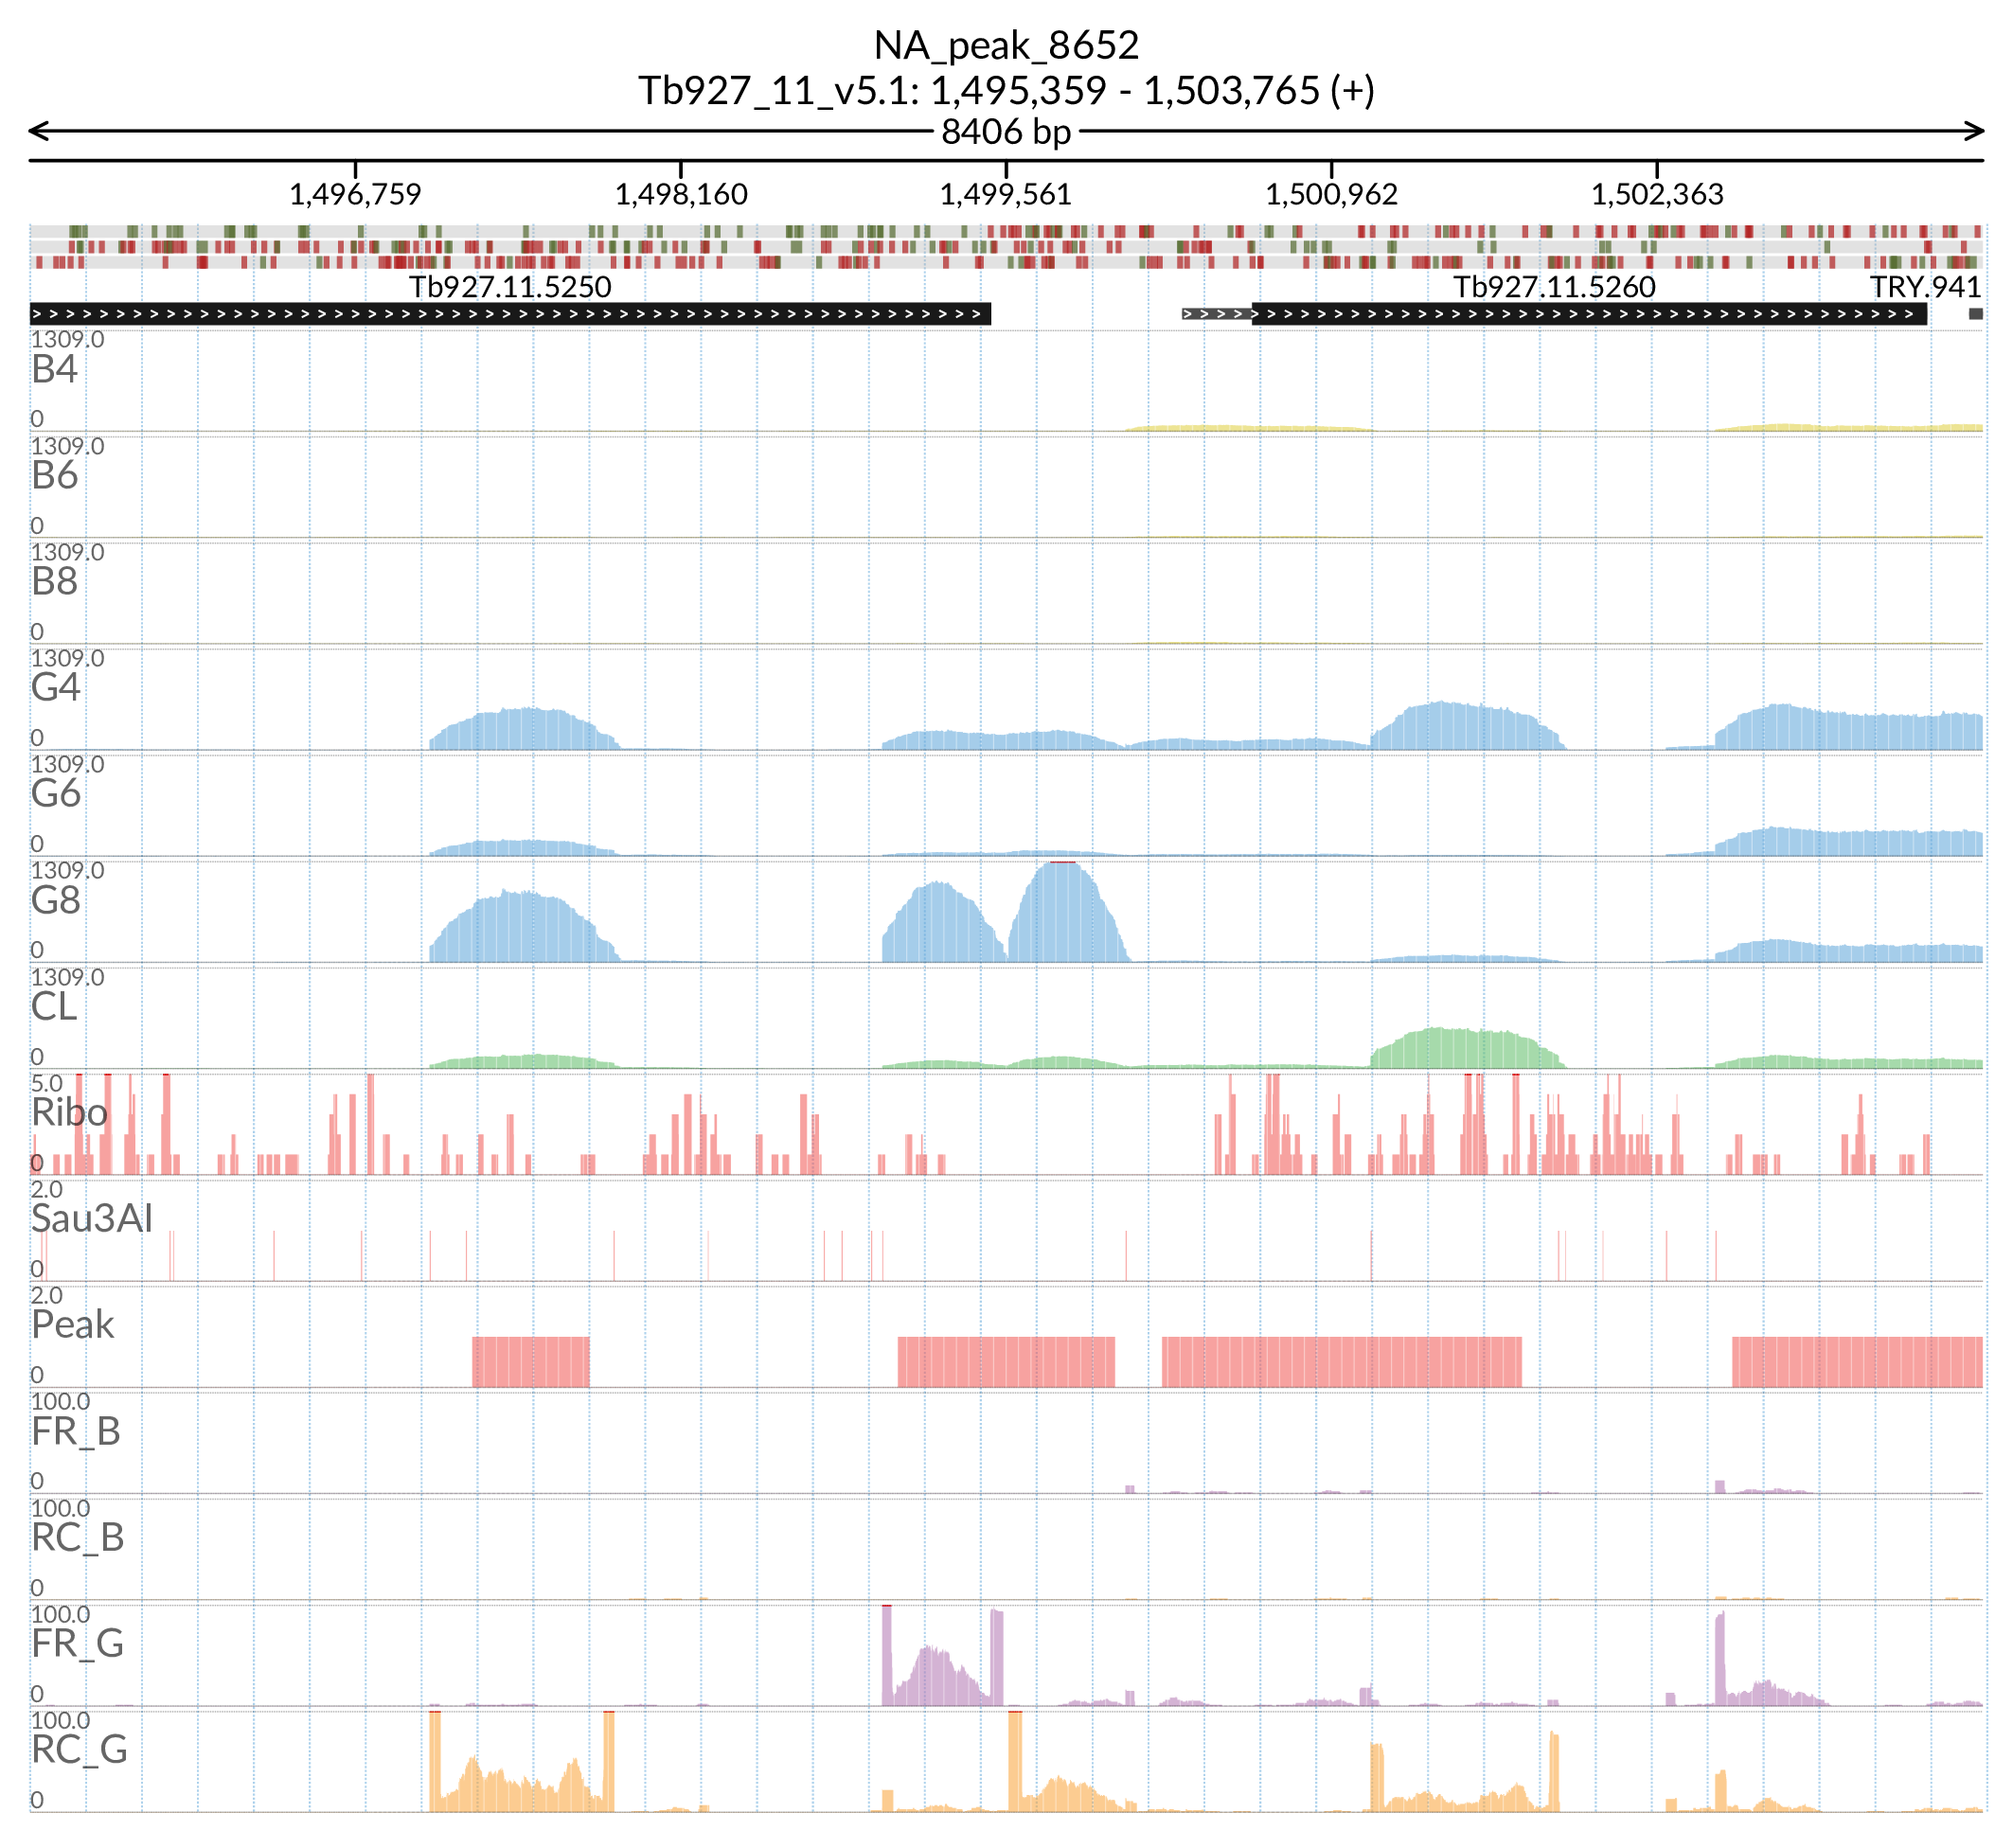 NA_peak_8652
Tb927_11_v5.1: 1,495,359 - 1,503,765 (+)
8406 bp
1,496,759 1,498,160 1,499,561 1,500,962 1,502,363
Tb927.11.5250 Tb927.11.5260 TRY.941
1309.0
B4
0
1309.0
B6
0
1309.0
B8
0
1309.0
G4
0
1309.0
G6
0
1309.0
G8
0
1309.0
CL
0
5.0
Ribo
0
2.0
Sau3AI
0
2.0
Peak
0
100.0
FR_B
0
100.0
RC_B
0
100.0
FR_G
0
100.0
RC_G
0